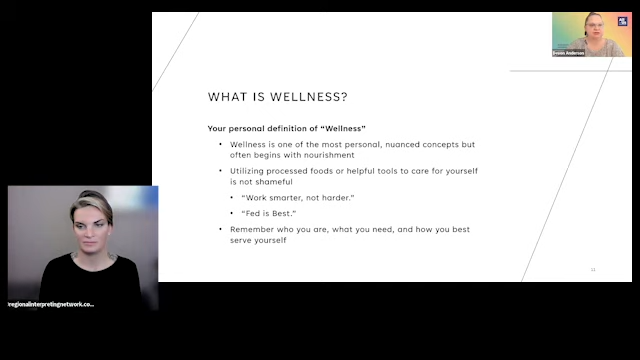 WHAT IS WELLNESS?
Your personal definition of “Wellness”
• Wellness is one of the most personal, nuanced concepts but
often begins with nourishment
• Utilizing processed foods or helpful tools to care for yourself
is not shameful
• “Work smarter, not harder.”
• “Fed is Best.”
• Remember who you are, what you need, and how you best
serve yourself
11
Anderson
/regionalinterpretingnetwork.co...